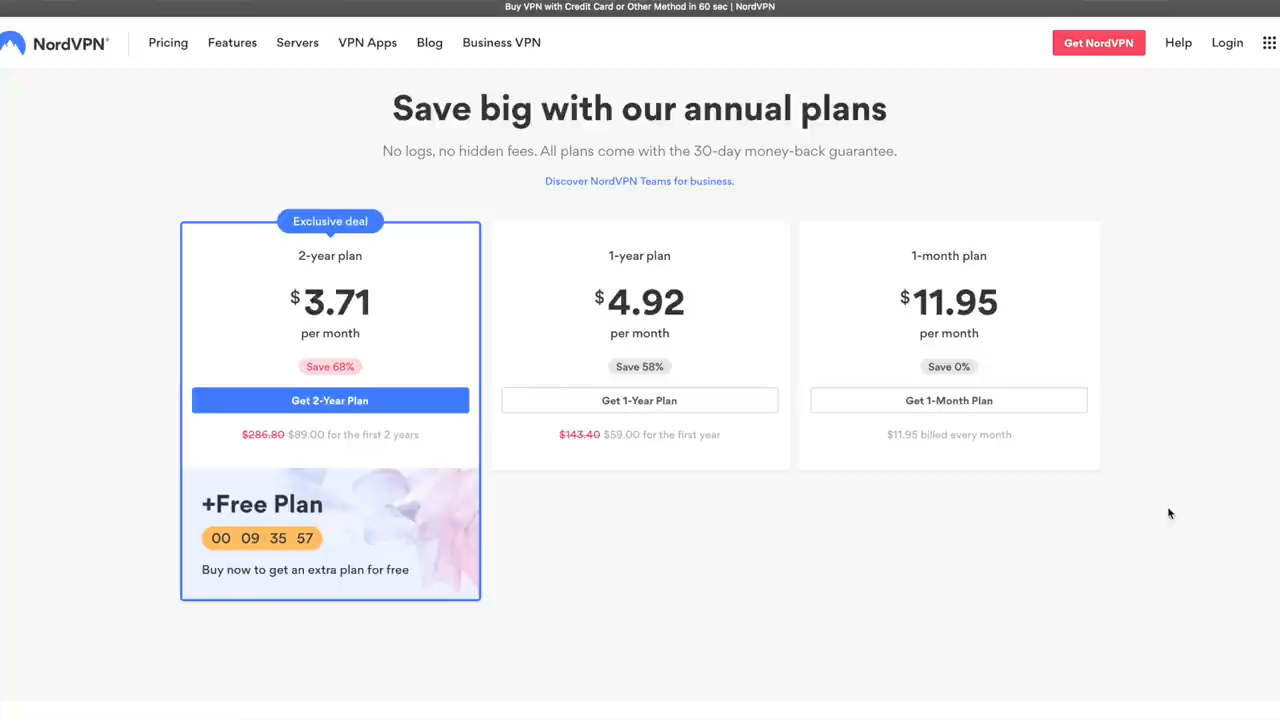 Buy VPN with Credit Card or Other Method in 60 sec | NordVPN
NordVPN® Pricing Features Servers VPN Apps Blog Business VPN Get NordVPN Help Login
Save big with our annual plans
No logs, no hidden fees. All plans come with the 30-day money-back guarantee.
Discover NordVPN Teams for business.
Exclusive deal
2-year plan
$3.71
per month
Save 68%
Get 2-Year Plan
$286.80 $89.00 for the first 2 years
+Free Plan
00 09 35 57
Buy now to get an extra plan for free
1-year plan
$4.92
per month
Save 58%
Get 1-Year Plan
$143.40 $59.00 for the first year
1-month plan
$11.95
per month
Save 0%
Get 1-Month Plan
$11.95 billed every month